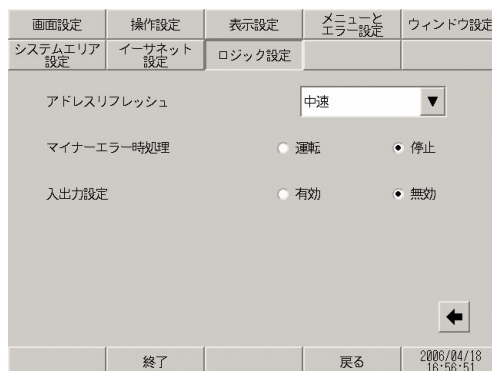 画面設定 操作設定 表示設定 メニューと ウィンドウ設定
エラー設定
システムエリア イーサネット ロジック設定
設定 設定
アドレスリフレッシュ 中速
マイナーエラー時処理 運転 停止
入出力設定 有効 無効
終了 戻る 2006/04/18
16:56:51